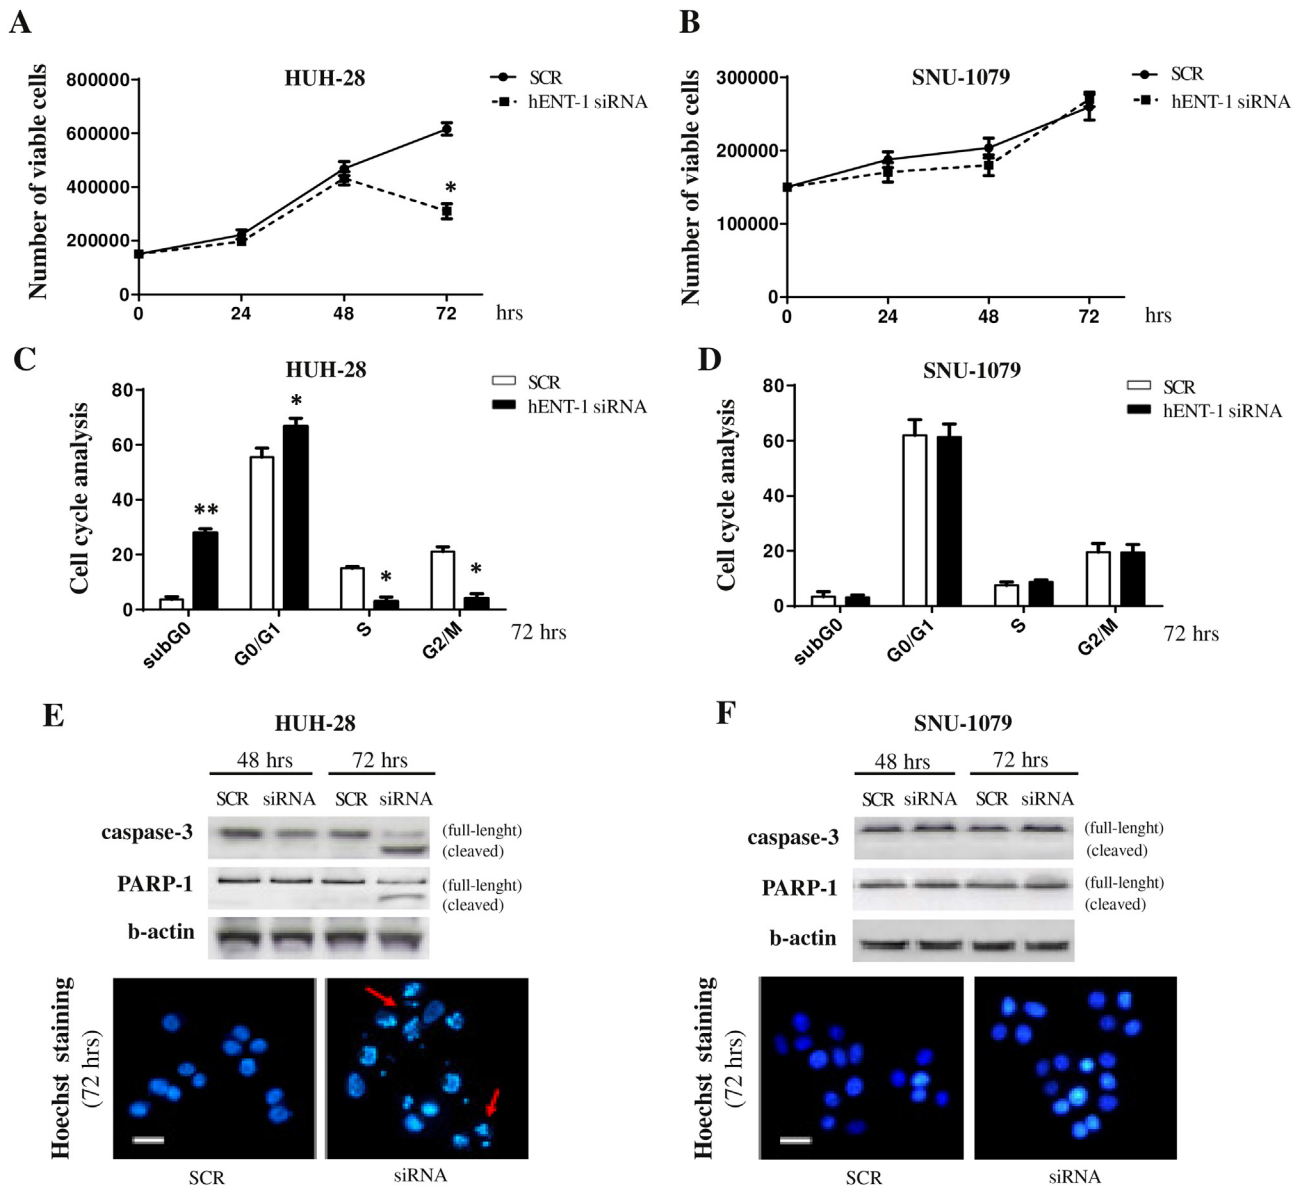 A
HUH-28
SCR
hENT-1 siRNA
Number of viable cells
800000
600000
400000
200000
0
*
0 24 48 72 hrs
B
SNU-1079
SCR
hENT-1 siRNA
Number of viable cells
300000
200000
100000
0
0 24 48 72 hrs
C
HUH-28
SCR
hENT-1 siRNA
Cell cycle analysis
80
60
40
20
0
**
*
*
*
subG0 G0/G1 S G2/M 72 hrs
D
SNU-1079
SCR
hENT-1 siRNA
Cell cycle analysis
80
60
40
20
0
subG0 G0/G1 S G2/M 72 hrs
E
HUH-28
48 hrs 72 hrs
SCR siRNA SCR siRNA
caspase-3 (full-lenght)
(cleaved)
PARP-1 (full-lenght)
(cleaved)
b-actin
Hoechst staining
(72 hrs)
SCR siRNA
F
SNU-1079
48 hrs 72 hrs
SCR siRNA SCR siRNA
caspase-3 (full-lenght)
(cleaved)
PARP-1 (full-lenght)
(cleaved)
b-actin
Hoechst staining
(72 hrs)
SCR siRNA